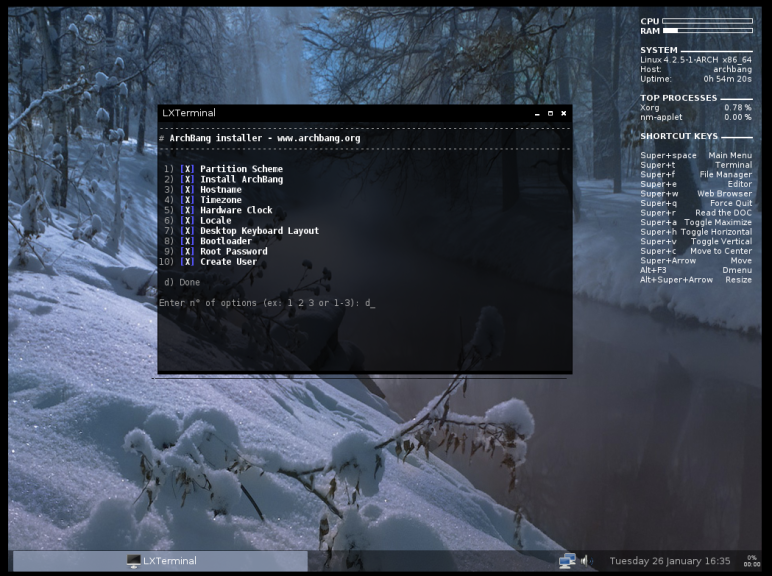 LXTerminal
# ArchBang installer - www.archbang.org
1) [X] Partition Scheme
2) [X] Install ArchBang
3) [X] Hostname
4) [X] Timezone
5) [X] Hardware Clock
6) [X] Locale
7) [X] Desktop Keyboard Layout
8) [X] Bootloader
9) [X] Root Password
10) [X] Create User
d) Done
Enter n° of options (ex: 1 2 3 or 1-3): d_
CPU
RAM
SYSTEM
Linux 4.2.5-1-ARCH x86_64
Host: archbang
Uptime: 0h 54m 20s
TOP PROCESSES
Xorg 0.78 %
nm-applet 0.00 %
SHORTCUT KEYS
Super+space Main Menu
Super+t Terminal
Super+f File Manager
Super+e Editor
Super+w Web Browser
Super+q Force Quit
Super+r Read the DOC
Super+a Toggle Maximize
Super+h Toggle Horizontal
Super+v Toggle Vertical
Super+c Move to Center
Super+Arrow Move
Alt+F3 Dmenu
Alt+Super+Arrow Resize
LXTerminal
Tuesday 26 January 16:35
0%
00:00